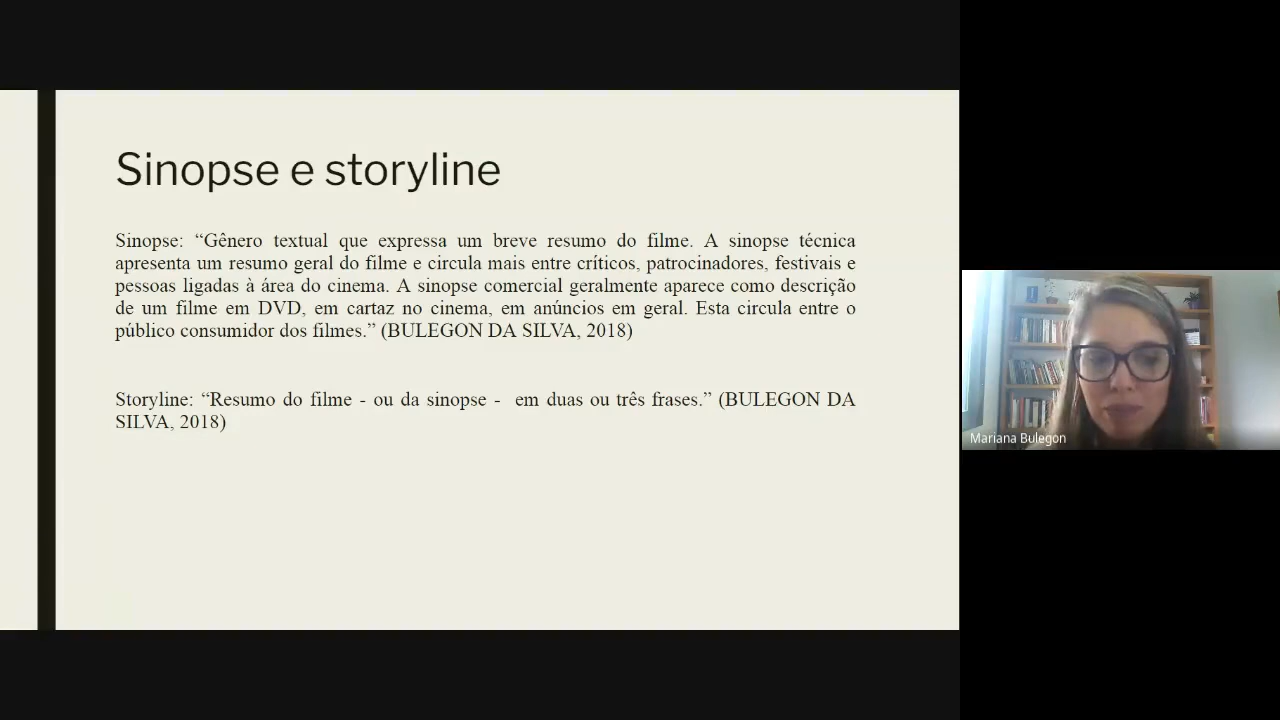 Sinopse e storyline
Sinopse: “Gênero textual que expressa um breve resumo do filme. A sinopse técnica
apresenta um resumo geral do filme e circula mais entre críticos, patrocinadores, festivais e
pessoas ligadas à área do cinema. A sinopse comercial geralmente aparece como descrição
de um filme em DVD, em cartaz no cinema, em anúncios em geral. Esta circula entre o
público consumidor dos filmes.” (BULEGON DA SILVA, 2018)
Storyline: “Resumo do filme - ou da sinopse -  em duas ou três frases.” (BULEGON DA
SILVA, 2018)
Mariana Bulegon